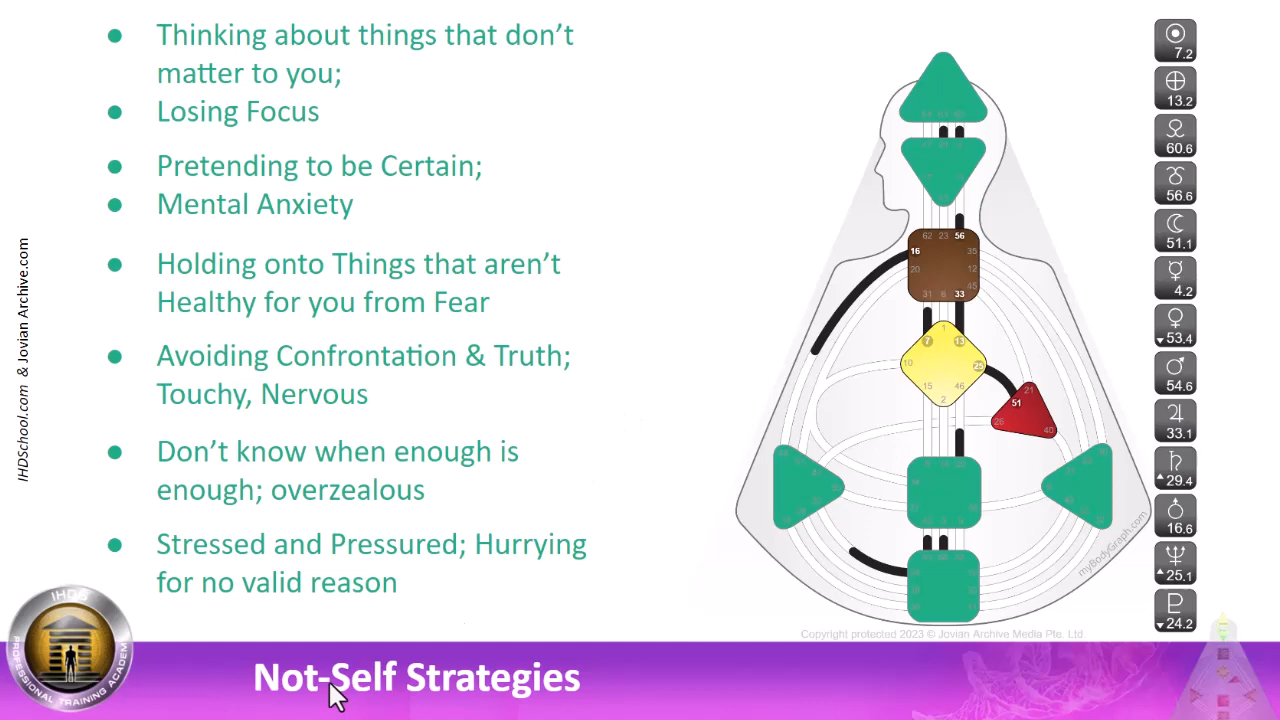 Thinking about things that don't
matter to you;
Losing Focus
Pretending to be Certain;
Mental Anxiety
Holding onto Things that aren't
Healthy for you from Fear
Avoiding Confrontation & Truth;
Touchy, Nervous
Don't know when enough is
enough; overzealous
Stressed and Pressured; Hurrying
for no valid reason
IHDSchool.com & Jovian Archive.com
IHDS
PROFESSIONAL TRAINING ACADEMY
Not-Self Strategies
62 23 56
16 35
20 12
45
31 33
1
7 13
10 25
15 46
2
21
51
26 40
7.2
13.2
60.6
56.6
51.1
4.2
53.4
54.6
33.1
29.4
16.6
25.1
24.2
myBodyGraph.com
Copyright protected 2023 © Jovian Archive Media Pte. Ltd.